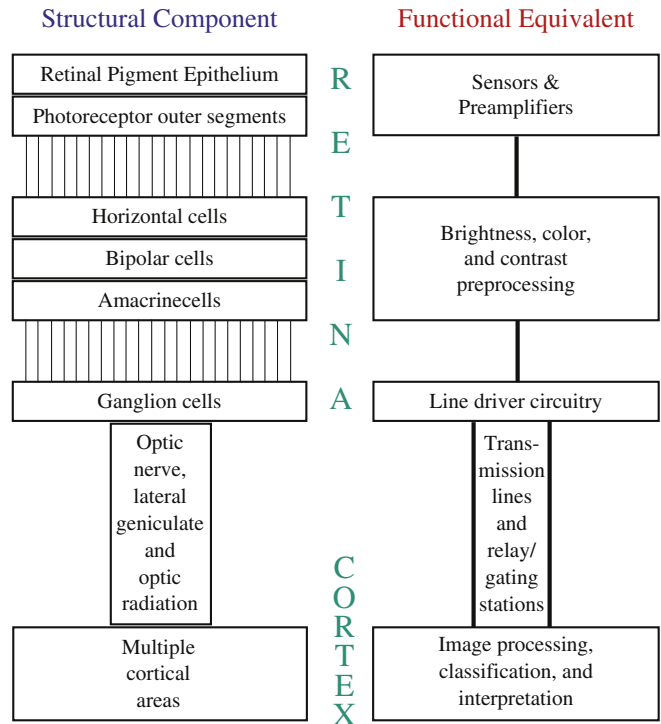 Structural Component
Functional Equivalent
Retinal Pigment Epithelium
Photoreceptor outer segments
Horizontal cells
Bipolar cells
Amacrinecells
Ganglion cells
Optic
nerve,
lateral
geniculate
and
optic
radiation
Multiple
cortical
areas
R
E
T
I
N
A
C
O
R
T
E
X
Sensors &
Preamplifiers
Brightness, color,
and contrast
preprocessing
Line driver circuitry
Trans-
mission
lines
and
relay/
gating
stations
Image processing,
classification, and
interpretation